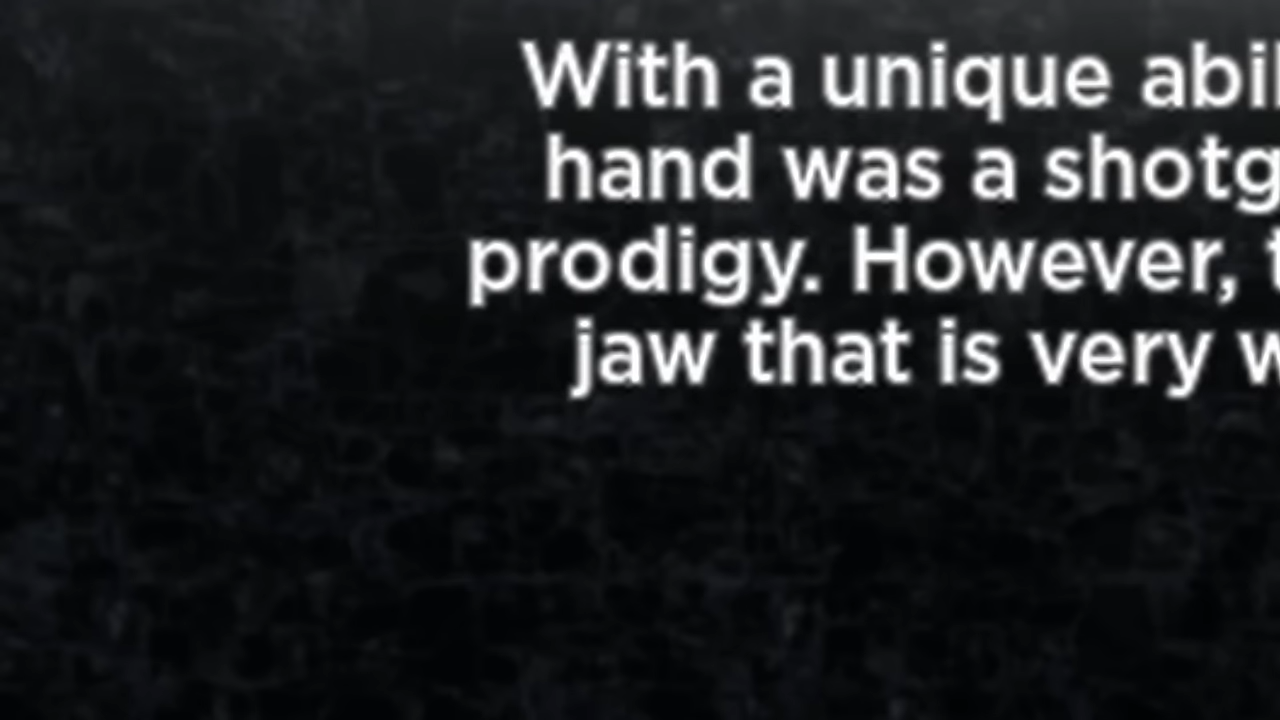 With a unique abil
hand was a shotg
prodigy. However, t
jaw that is very w